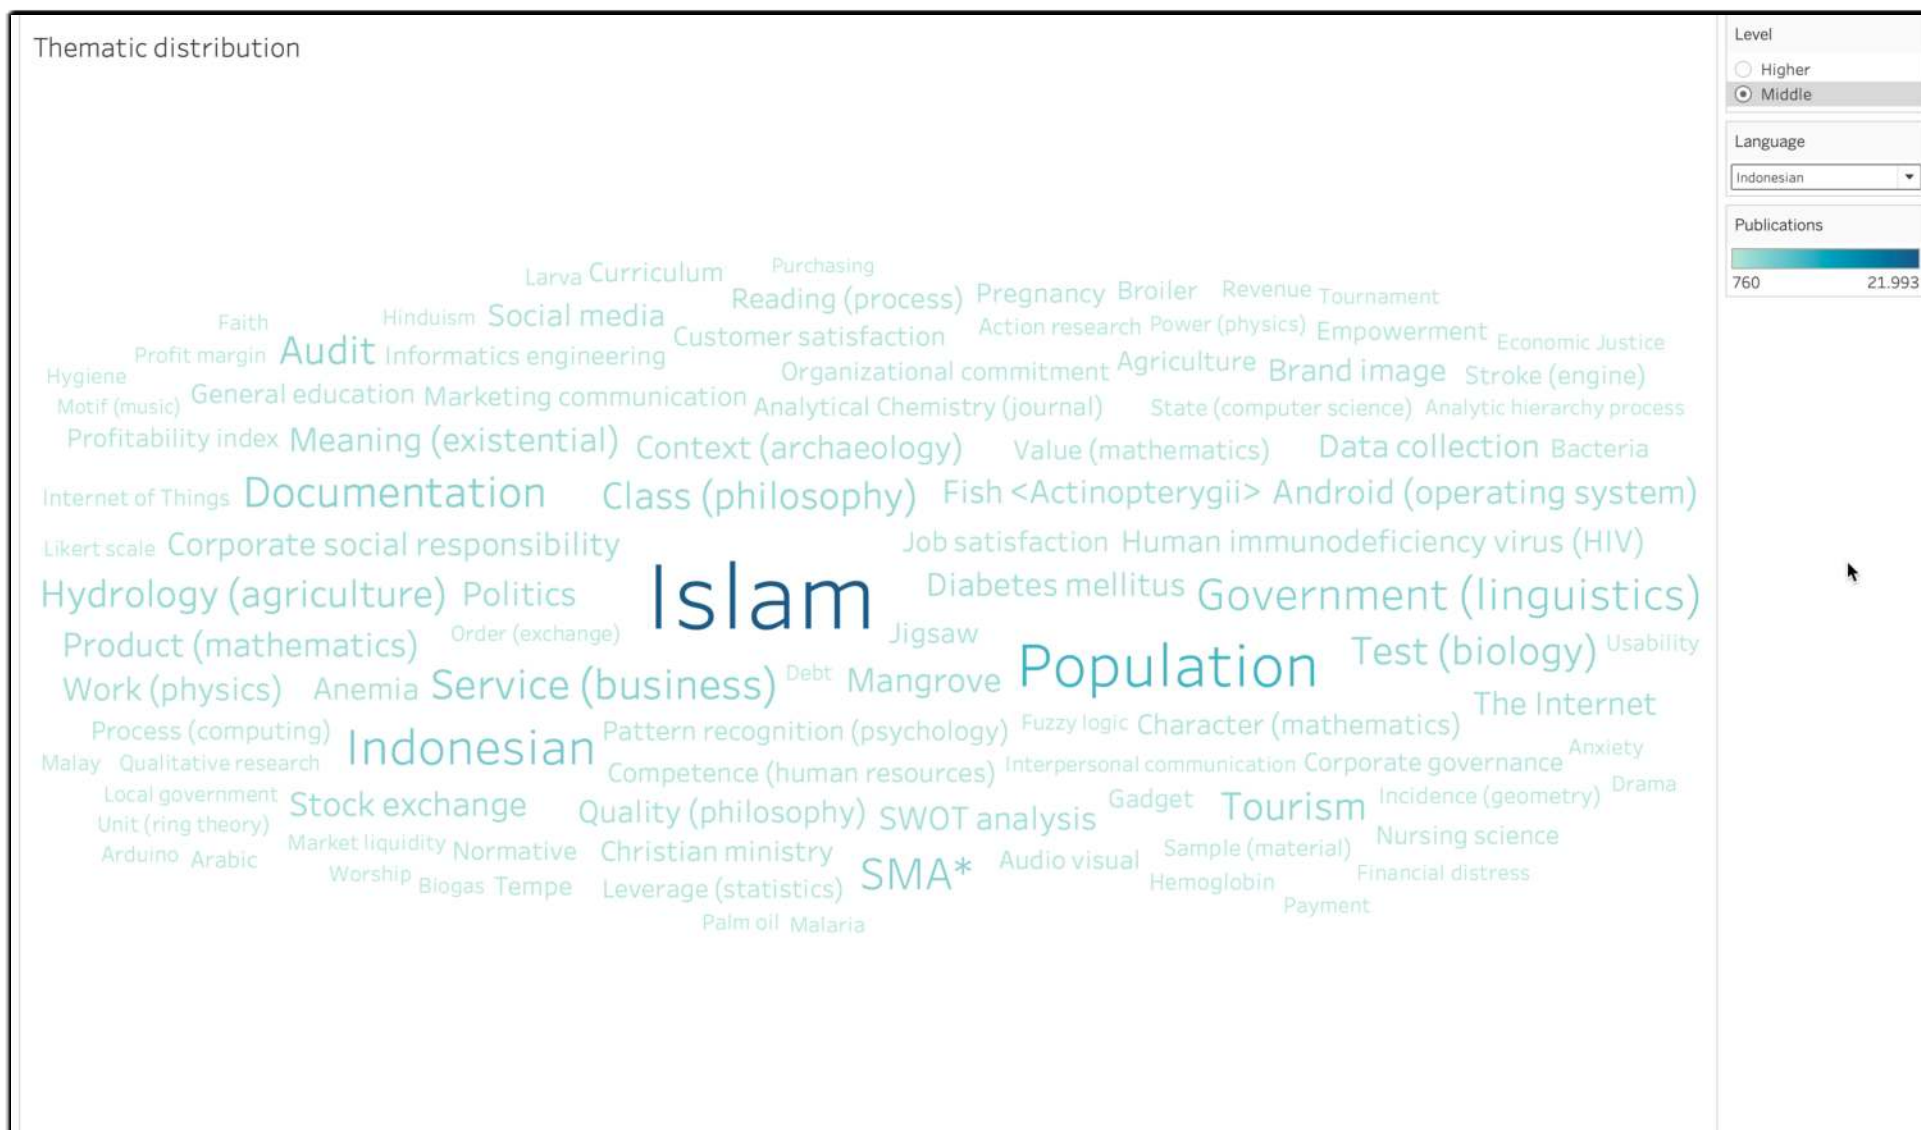 Thematic distribution
Larva Curriculum Purchasing
Faith Hinduism Social media Reading (process) Pregnancy Broiler Revenue Tournament
Profit margin Audit Informatics engineering Customer satisfaction Action research Power (physics) Empowerment Economic Justice
Hygiene Organizational commitment Agriculture Brand image Stroke (engine)
Motif (music) General education Marketing communication Analytical Chemistry (journal) State (computer science) Analytic hierarchy process
Profitability index Meaning (existential) Context (archaeology) Value (mathematics) Data collection Bacteria
Internet of Things Documentation Class (philosophy) Fish <Actinopterygii> Android (operating system)
Likert scale Corporate social responsibility Job satisfaction Human immunodeficiency virus (HIV)
Hydrology (agriculture) Politics Islam Diabetes mellitus Government (linguistics)
Product (mathematics) Order (exchange) Jigsaw Population Test (biology) Usability
Work (physics) Anemia Service (business) Debt Mangrove The Internet
Process (computing) Indonesian Pattern recognition (psychology) Fuzzy logic Character (mathematics) Anxiety
Malay Qualitative research Competence (human resources) Interpersonal communication Corporate governance
Local government Stock exchange Quality (philosophy) SWOT analysis Gadget Tourism Incidence (geometry) Drama
Unit (ring theory) Nursing science
Arduino Arabic Market liquidity Normative Christian ministry SMA* Audio visual Sample (material)
Worship Biogas Tempe Leverage (statistics) Hemoglobin Financial distress
Palm oil Malaria Payment
Level
Higher
Middle
Language
Indonesian
Publications
760 21.993